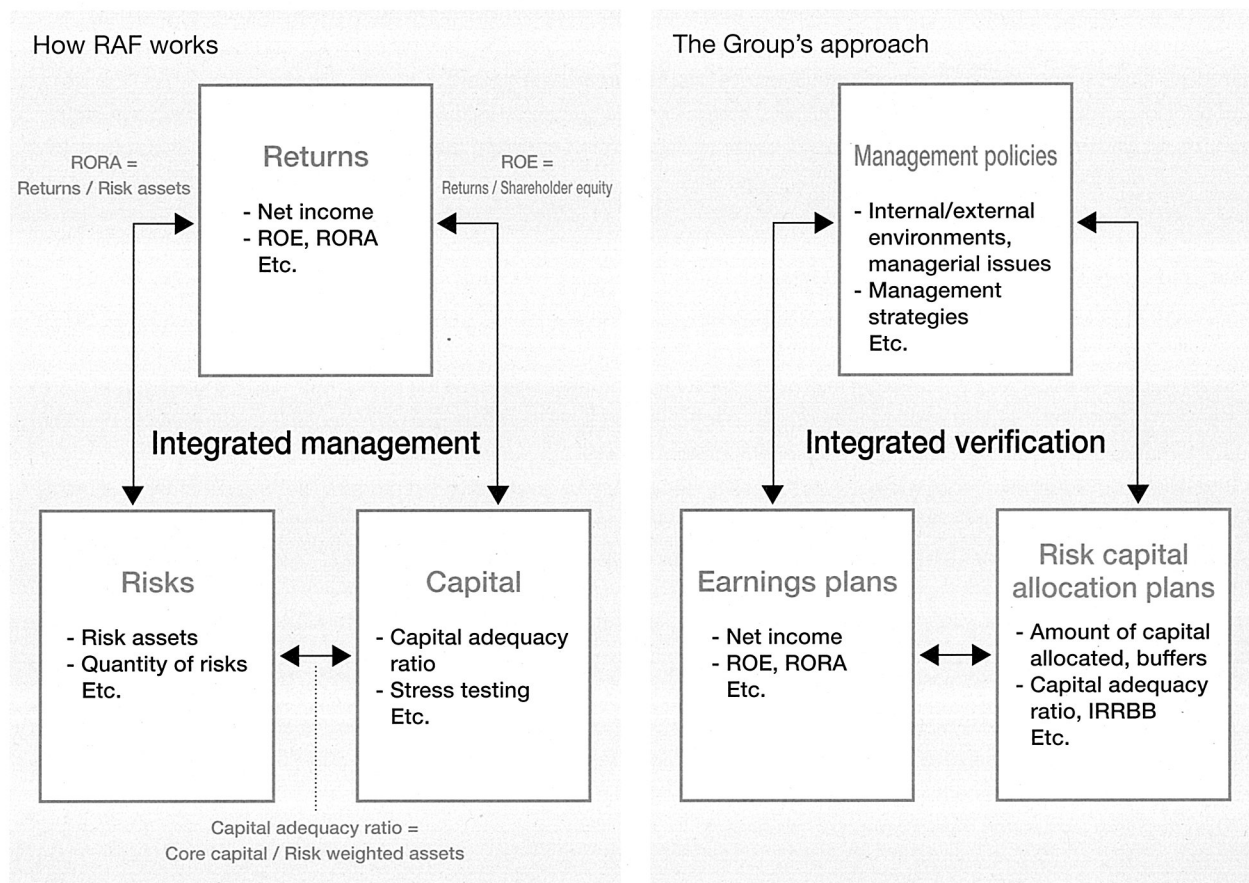 How RAF works
RORA =
Returns / Risk assets
Returns
- Net income
- ROE, RORA
Etc.
ROE =
Returns / Shareholder equity
Integrated management
Risks
- Risk assets
- Quantity of risks
Etc.
Capital
- Capital adequacy
ratio
- Stress testing
Etc.
Capital adequacy ratio =
Core capital / Risk weighted assets
The Group's approach
Management policies
- Internal/external
environments,
managerial issues
- Management
strategies
Etc.
Integrated verification
Earnings plans
- Net income
- ROE, RORA
Etc.
Risk capital
allocation plans
- Amount of capital
allocated, buffers
- Capital adequacy
ratio, IRRBB
Etc.